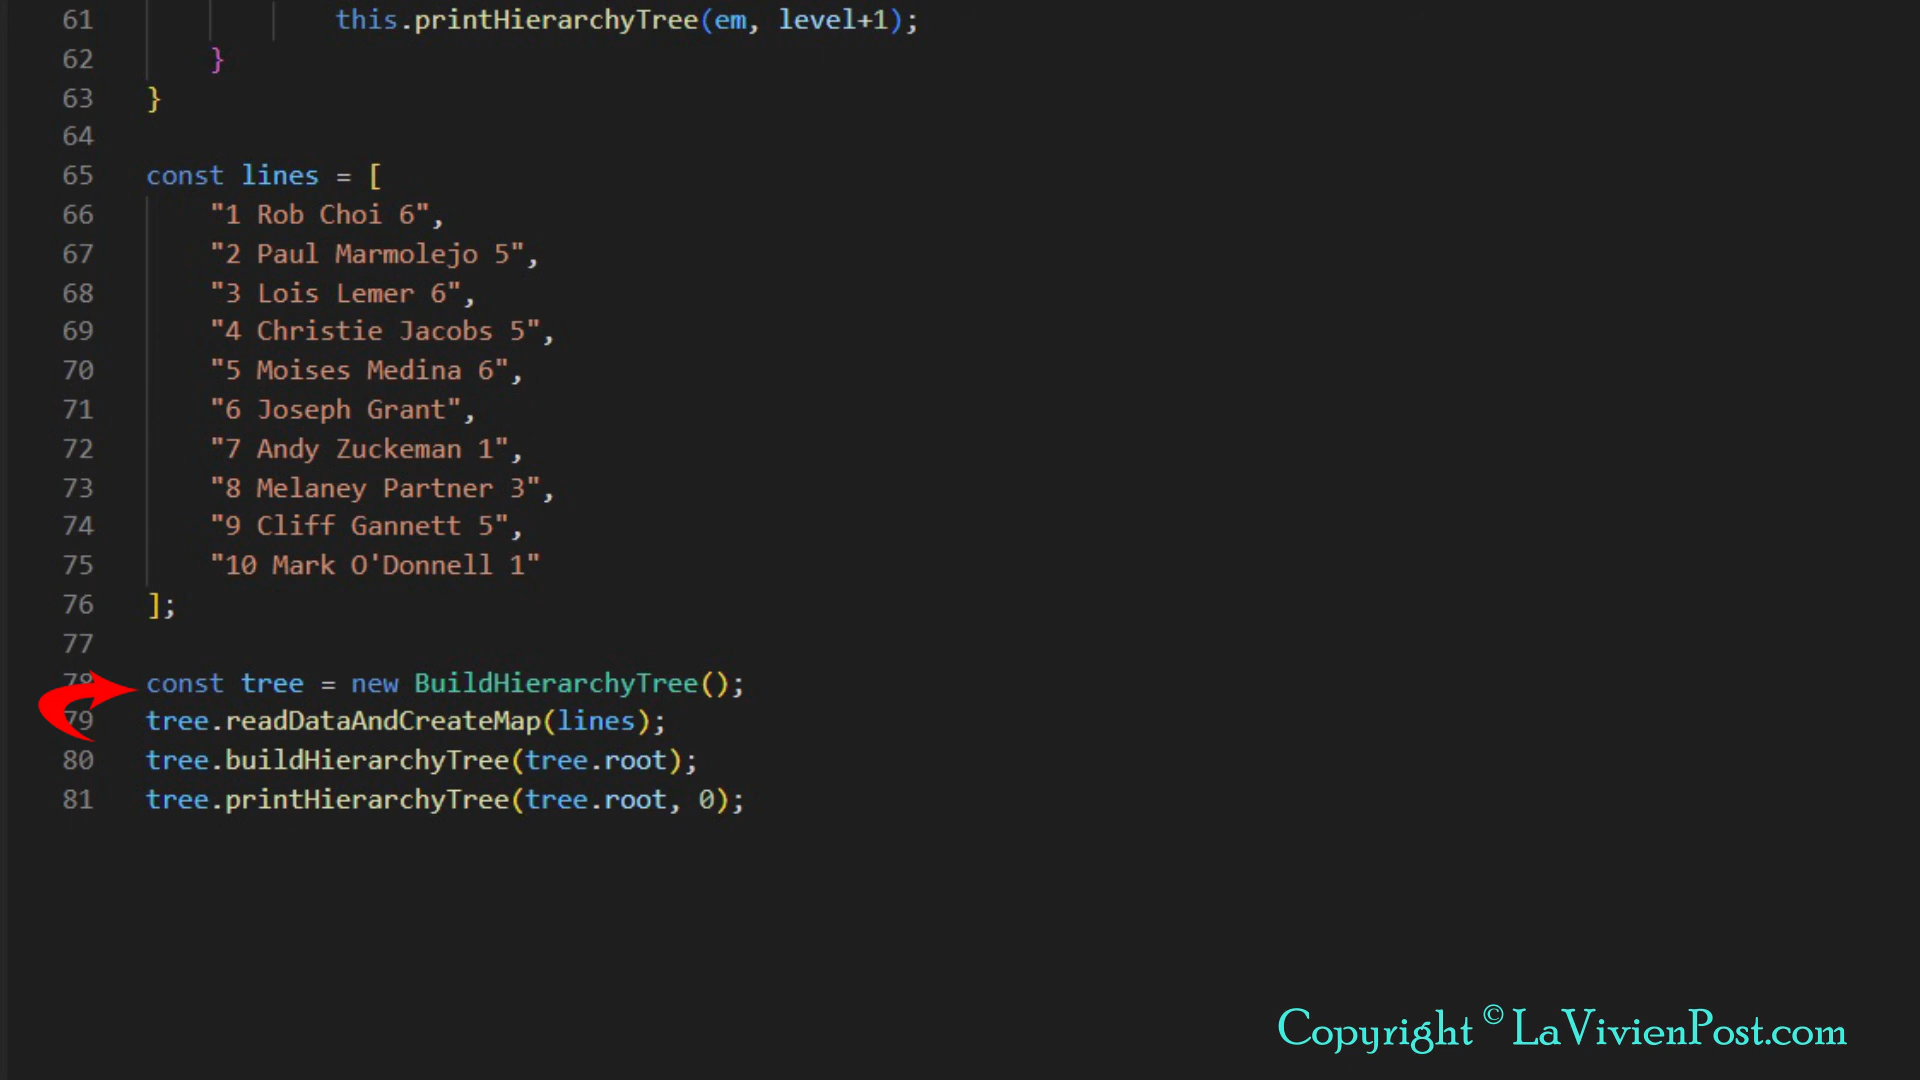 61 this.printHierarchyTree(em, level+1);
62 }
63 }
64
65 const lines = [
66 "1 Rob Choi 6",
67 "2 Paul Marmolejo 5",
68 "3 Lois Lemer 6",
69 "4 Christie Jacobs 5",
70 "5 Moises Medina 6",
71 "6 Joseph Grant",
72 "7 Andy Zuckeman 1",
73 "8 Melaney Partner 3",
74 "9 Cliff Gannett 5",
75 "10 Mark O'Donnell 1"
76 ];
77
78 const tree = new BuildHierarchyTree();
79 tree.readDataAndCreateMap(lines);
80 tree.buildHierarchyTree(tree.root);
81 tree.printHierarchyTree(tree.root, 0);
Copyright © LaVivienPost.com